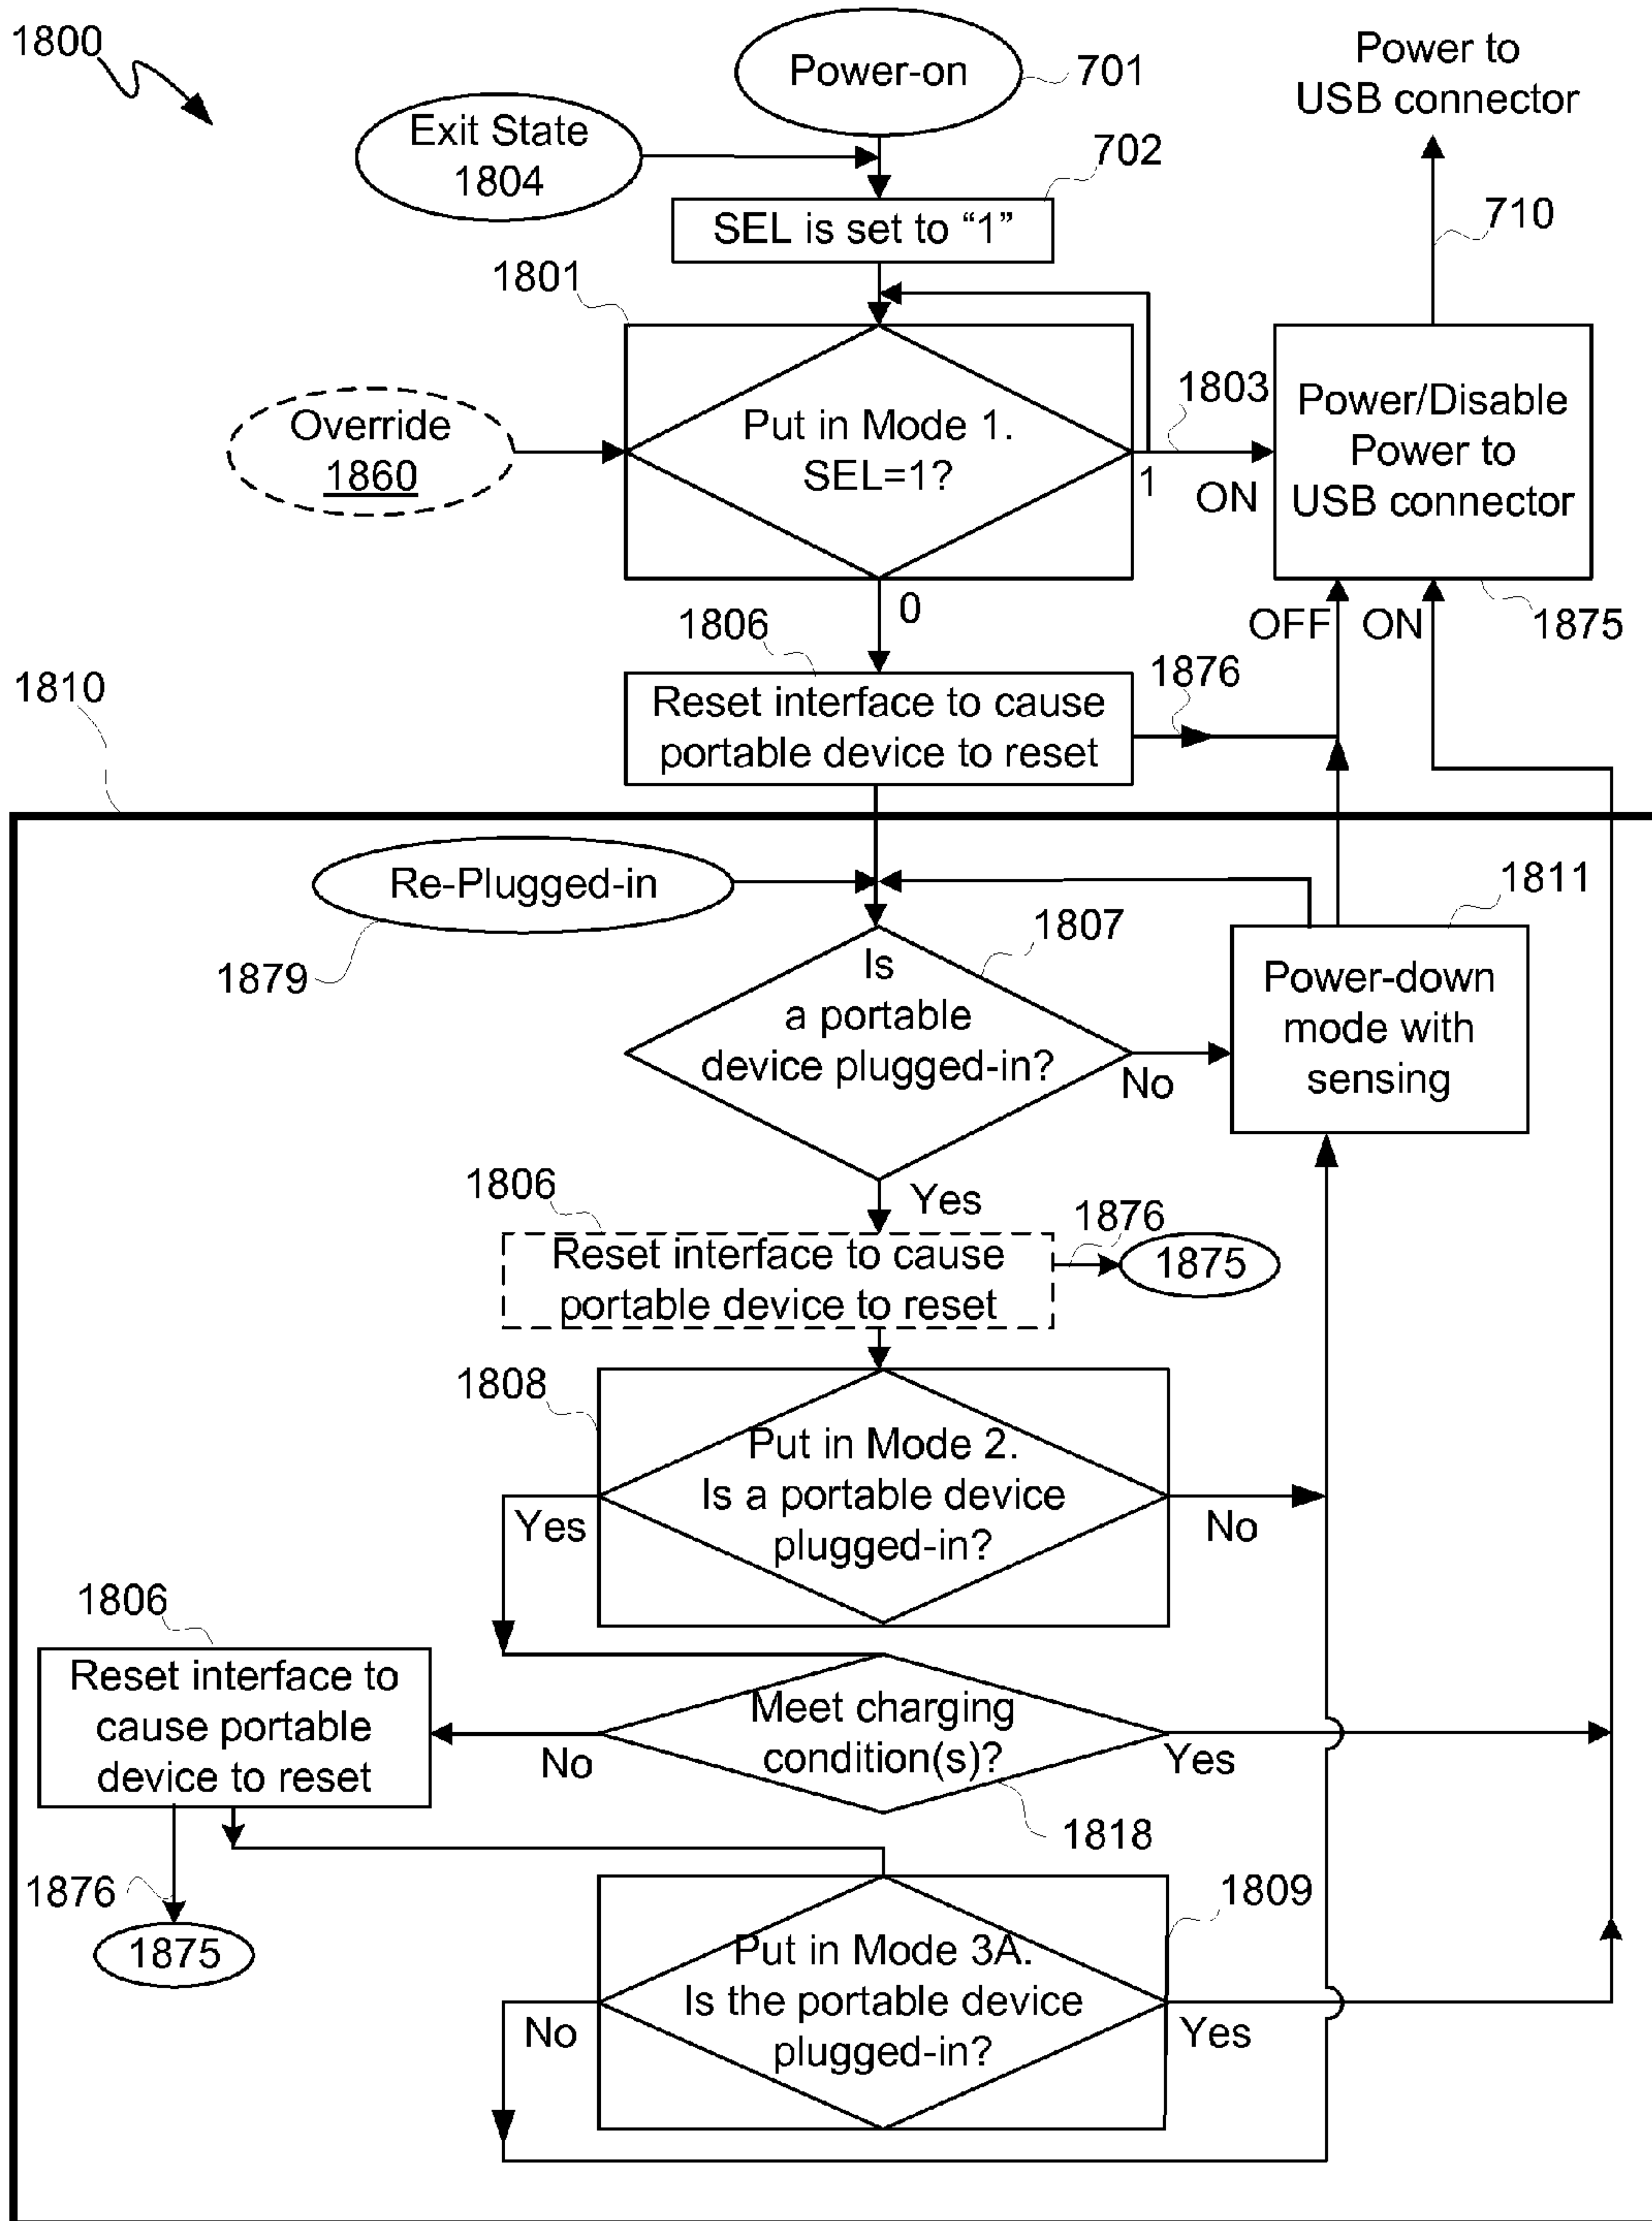 1800
Power-on
701
Power to
USB connector
Exit State
1804
702
SEL is set to “1”
710
1801
Override
1860
Put in Mode 1.
SEL=1?
1
1803
ON
Power/Disable
Power to
USB connector
0
OFF
ON
1875
1806
Reset interface to cause
portable device to reset
1876
1810
Re-Plugged-in
1879
1807
1811
Is
a portable
device plugged-in?
No
Power-down
mode with
sensing
Yes
1806
Reset interface to cause
portable device to reset
1876
1875
1808
Put in Mode 2.
Is a portable device
plugged-in?
Yes
No
1806
Reset interface to
cause portable
device to reset
No
Meet charging
condition(s)?
Yes
1818
1876
1875
1809
Put in Mode 3A.
Is the portable device
plugged-in?
No
Yes